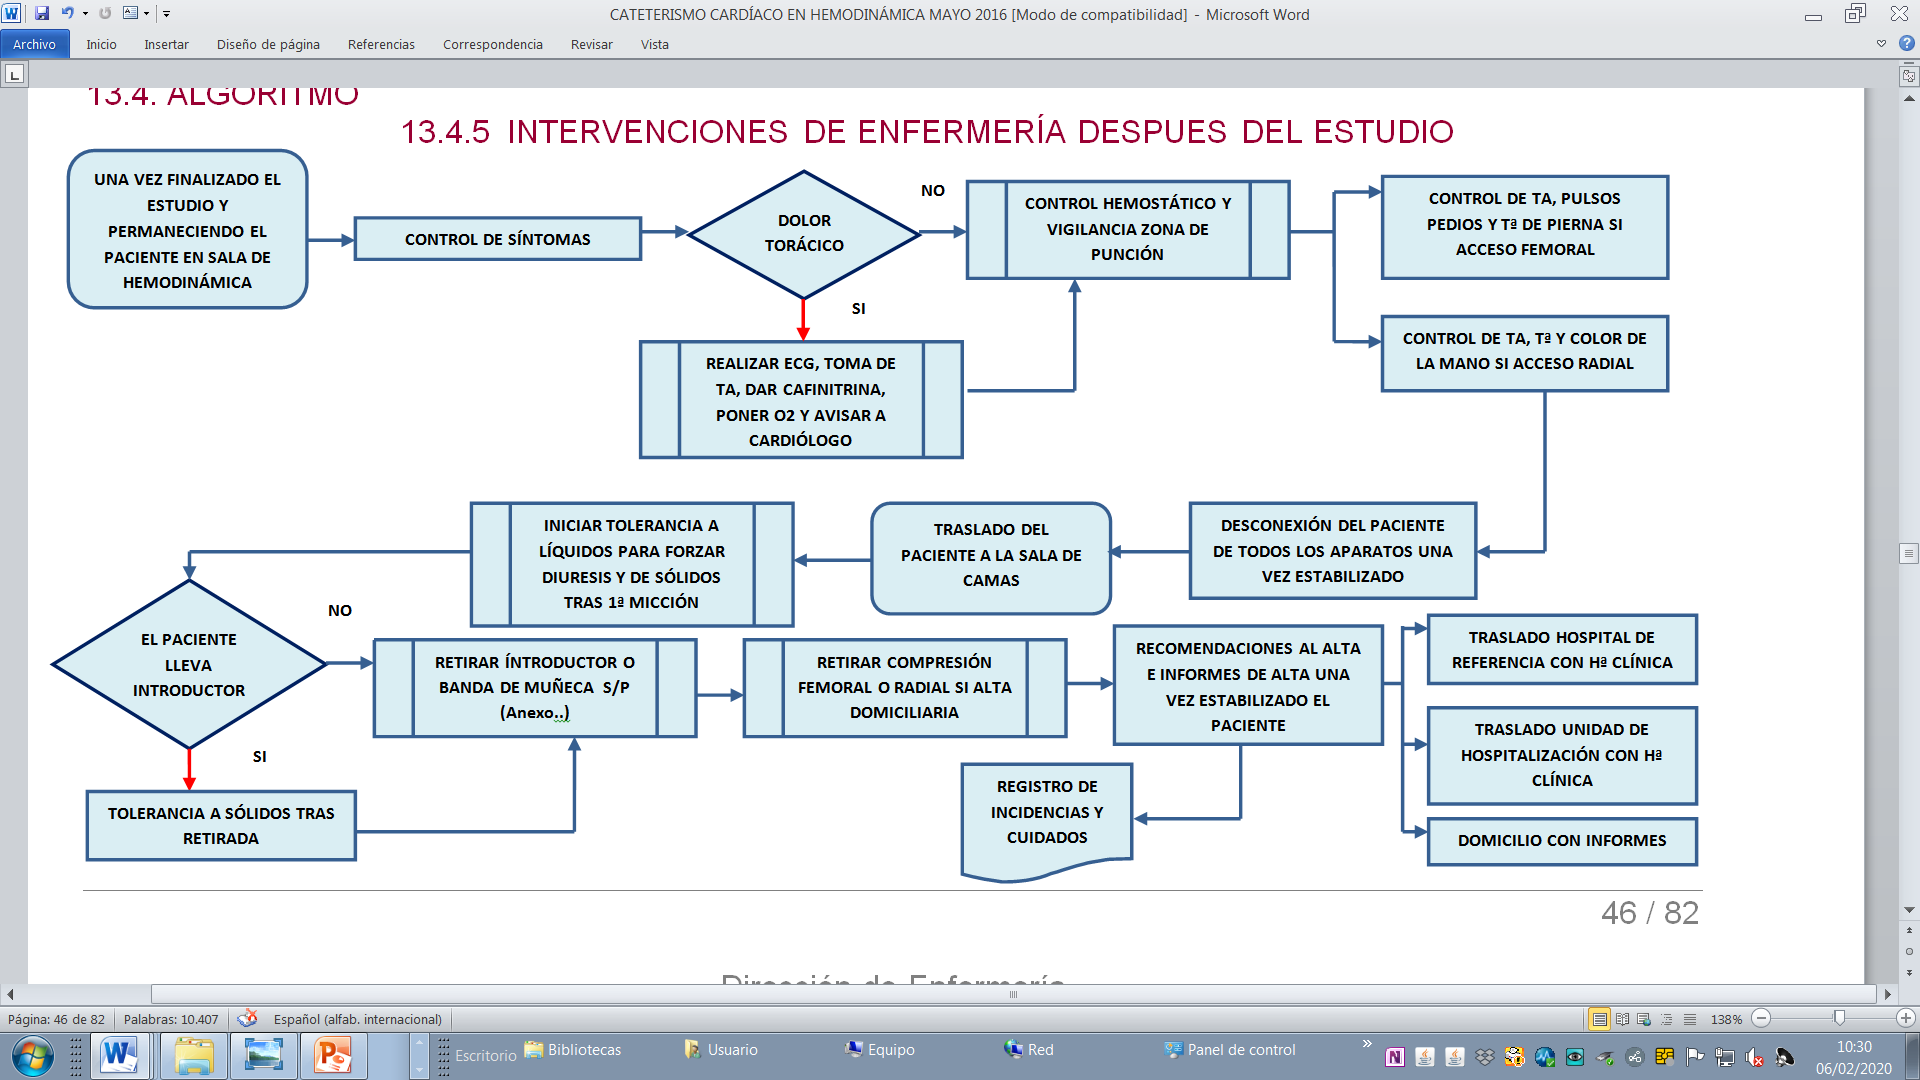 CATETERISMO CARDÍACO EN HEMODINÁMICA MAYO 2016 [Modo de compatibilidad] - Microsoft Word
Archivo
Inicio
Insertar
Diseño de página
Referencias
Correspondencia
Revisar
Vista
13.4. ALGORITMO
13.4.5 INTERVENCIONES DE ENFERMERÍA DESPUES DEL ESTUDIO
UNA VEZ FINALIZADO EL
ESTUDIO Y
PERMANECIENDO EL
PACIENTE EN SALA DE
HEMODINÁMICA
CONTROL DE SÍNTOMAS
DOLOR
TORÁCICO
NO
SI
CONTROL HEMOSTÁTICO Y
VIGILANCIA ZONA DE
PUNCIÓN
CONTROL DE TA, PULSOS
PEDIOS Y Tª DE PIERNA SI
ACCESO FEMORAL
CONTROL DE TA, Tª Y COLOR DE
LA MANO SI ACCESO RADIAL
REALIZAR ECG, TOMA DE
TA, DAR CAFINITRINA,
PONER O2 Y AVISAR A
CARDIÓLOGO
DESCONEXIÓN DEL PACIENTE
DE TODOS LOS APARATOS UNA
VEZ ESTABILIZADO
TRASLADO DEL
PACIENTE A LA SALA DE
CAMAS
INICIAR TOLERANCIA A
LÍQUIDOS PARA FORZAR
DIURESIS Y DE SÓLIDOS
TRAS 1ª MICCIÓN
EL PACIENTE
LLEVA
INTRODUCTOR
NO
SI
RETIRAR ÍNTRODUCTOR O
BANDA DE MUÑECA S/P
(Anexo..)
RETIRAR COMPRESIÓN
FEMORAL O RADIAL SI ALTA
DOMICILIARIA
RECOMENDACIONES AL ALTA
E INFORMES DE ALTA UNA
VEZ ESTABILIZADO EL
PACIENTE
TRASLADO HOSPITAL DE
REFERENCIA CON Hª CLÍNICA
TRASLADO UNIDAD DE
HOSPITALIZACIÓN CON Hª
CLÍNICA
DOMICILIO CON INFORMES
TOLERANCIA A SÓLIDOS TRAS
RETIRADA
REGISTRO DE
INCIDENCIAS Y
CUIDADOS
46 / 82
Dirección de Enfermería
Página: 46 de 82
Palabras: 10.407
Español (alfab. internacional)
138%
Escritorio
Bibliotecas
Usuario
Equipo
Red
Panel de control
10:30
06/02/2020